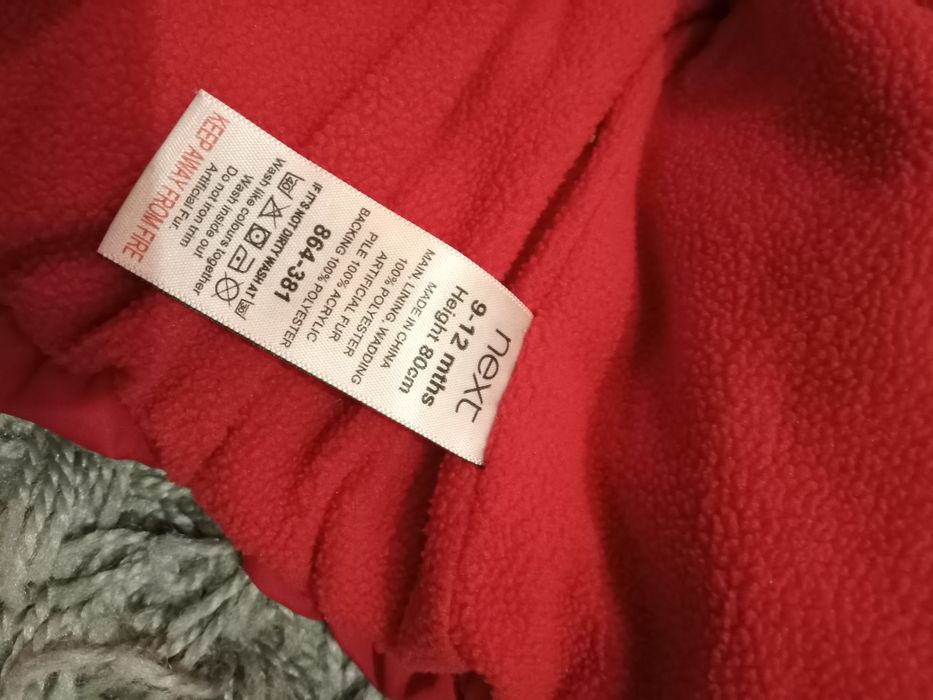 next
9-12 mths
Height 80cm
MADE IN CHINA
MAIN, LINING, WADDING
100% POLYESTER
ARTIFICIAL FUR
PILE 100% ACRYLIC
BACKING 100% POLYESTER
864-381
IF IT'S NOT DIRTY WASH AT 30
40
Wash like colours together
Wash inside out
Do not iron trim
Artificial Fur.
KEEP AWAY FROM FIRE